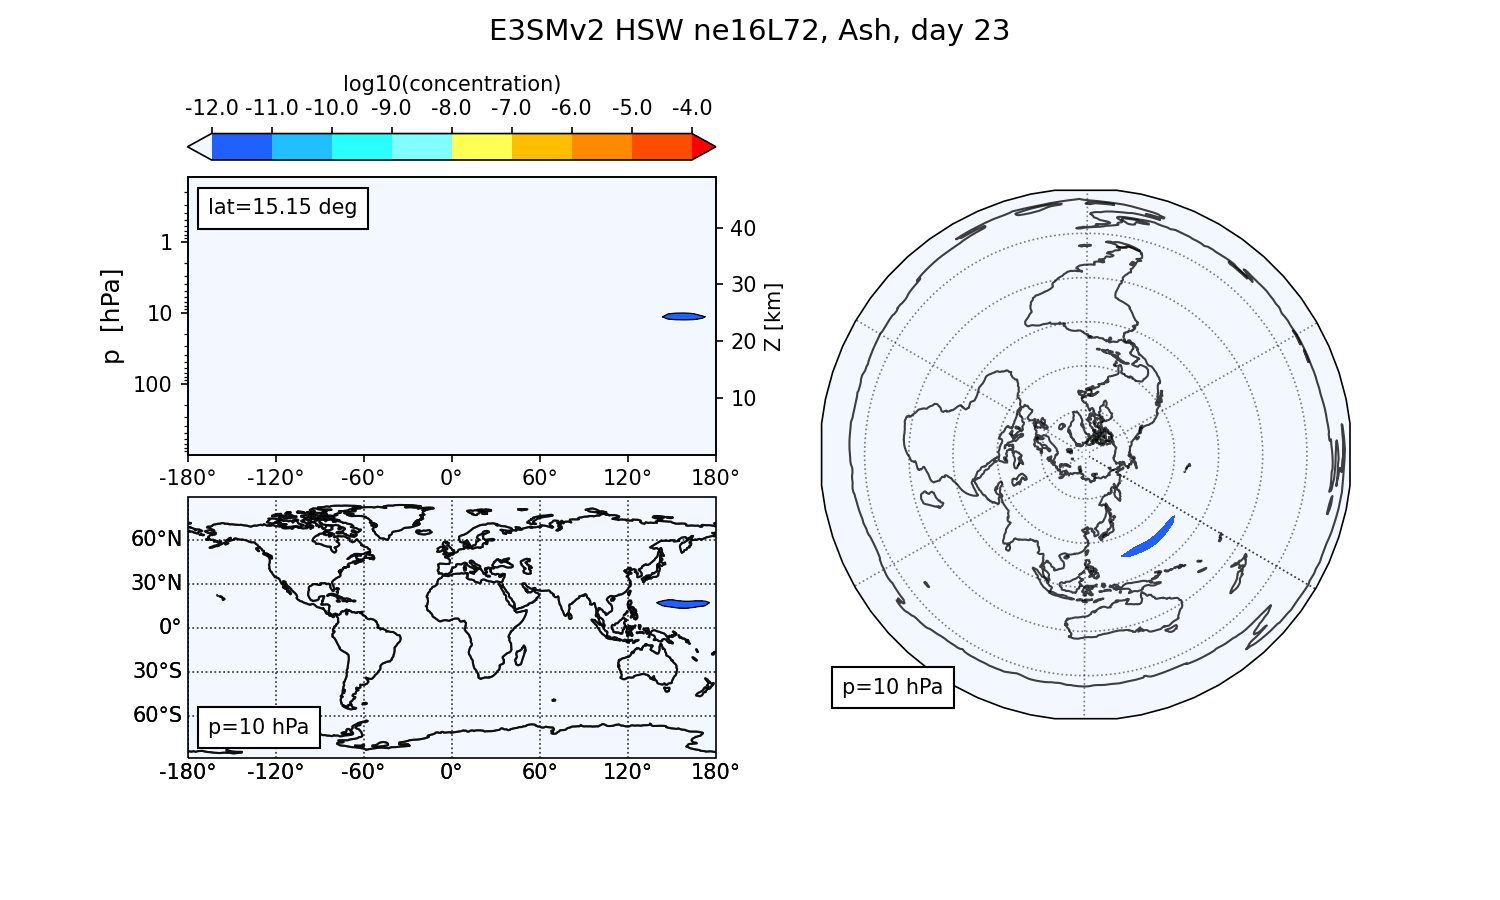 E3SMv2 HSW ne16L72, Ash, day 23
log10(concentration)
-12.0 -11.0 -10.0 -9.0 -8.0 -7.0 -6.0 -5.0 -4.0
lat=15.15 deg
p [hPa]
1
10
100
40
30
20
10
Z [km]
-180° -120° -60° 0° 60° 120° 180°
60°N
30°N
0°
30°S
60°S
p=10 hPa
-180° -120° -60° 0° 60° 120° 180°
p=10 hPa